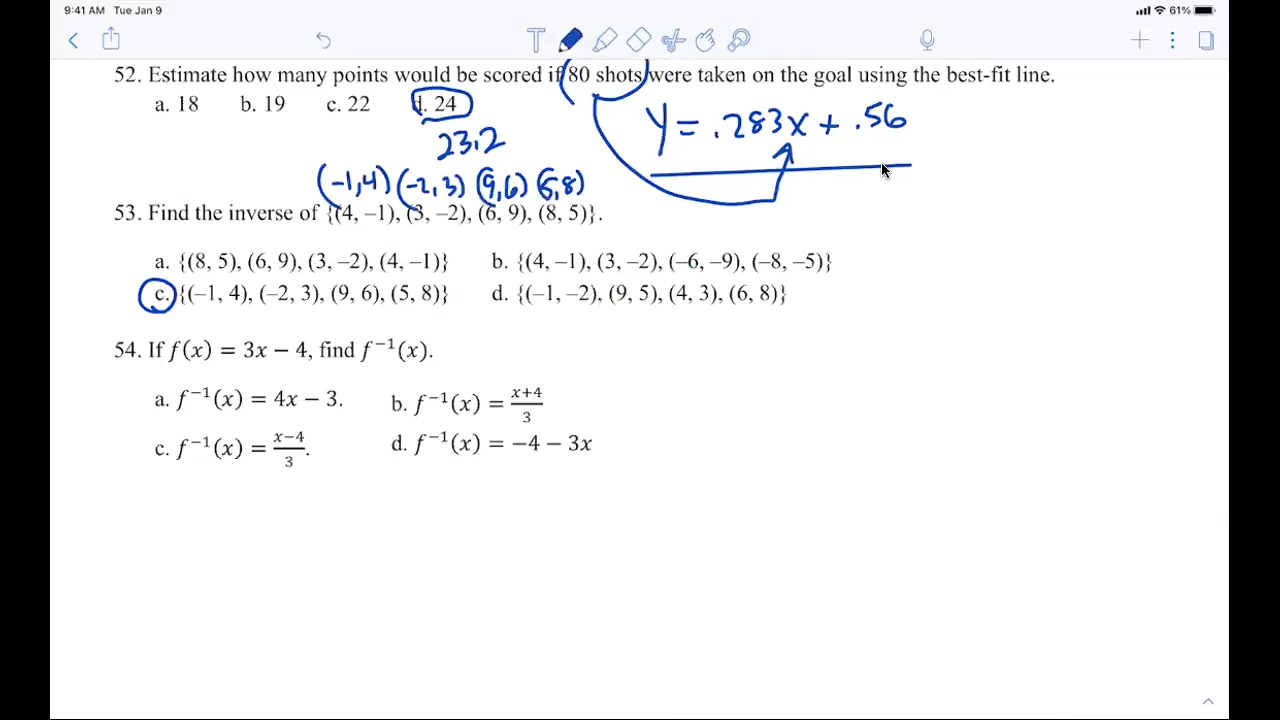 9:41 AM Tue Jan 9 61%
T
52. Estimate how many points would be scored if 80 shots were taken on the goal using the best-fit line.
a. 18 b. 19 c. 22 d. 24
y = .283x + .56
23.2
(-1,4) (-2,3) (9,6) (5,8)
53. Find the inverse of {(4, –1), (3, –2), (6, 9), (8, 5)}.
a. {(8, 5), (6, 9), (3, –2), (4, –1)} b. {(4, –1), (3, –2), (–6, –9), (–8, –5)}
c. {(–1, 4), (–2, 3), (9, 6), (5, 8)} d. {(–1, –2), (9, 5), (4, 3), (6, 8)}
54. If f(x) = 3x − 4, find f⁻¹(x).
a. f⁻¹(x) = 4x − 3. b. f⁻¹(x) = x+4/3
c. f⁻¹(x) = x−4/3. d. f⁻¹(x) = −4 − 3x